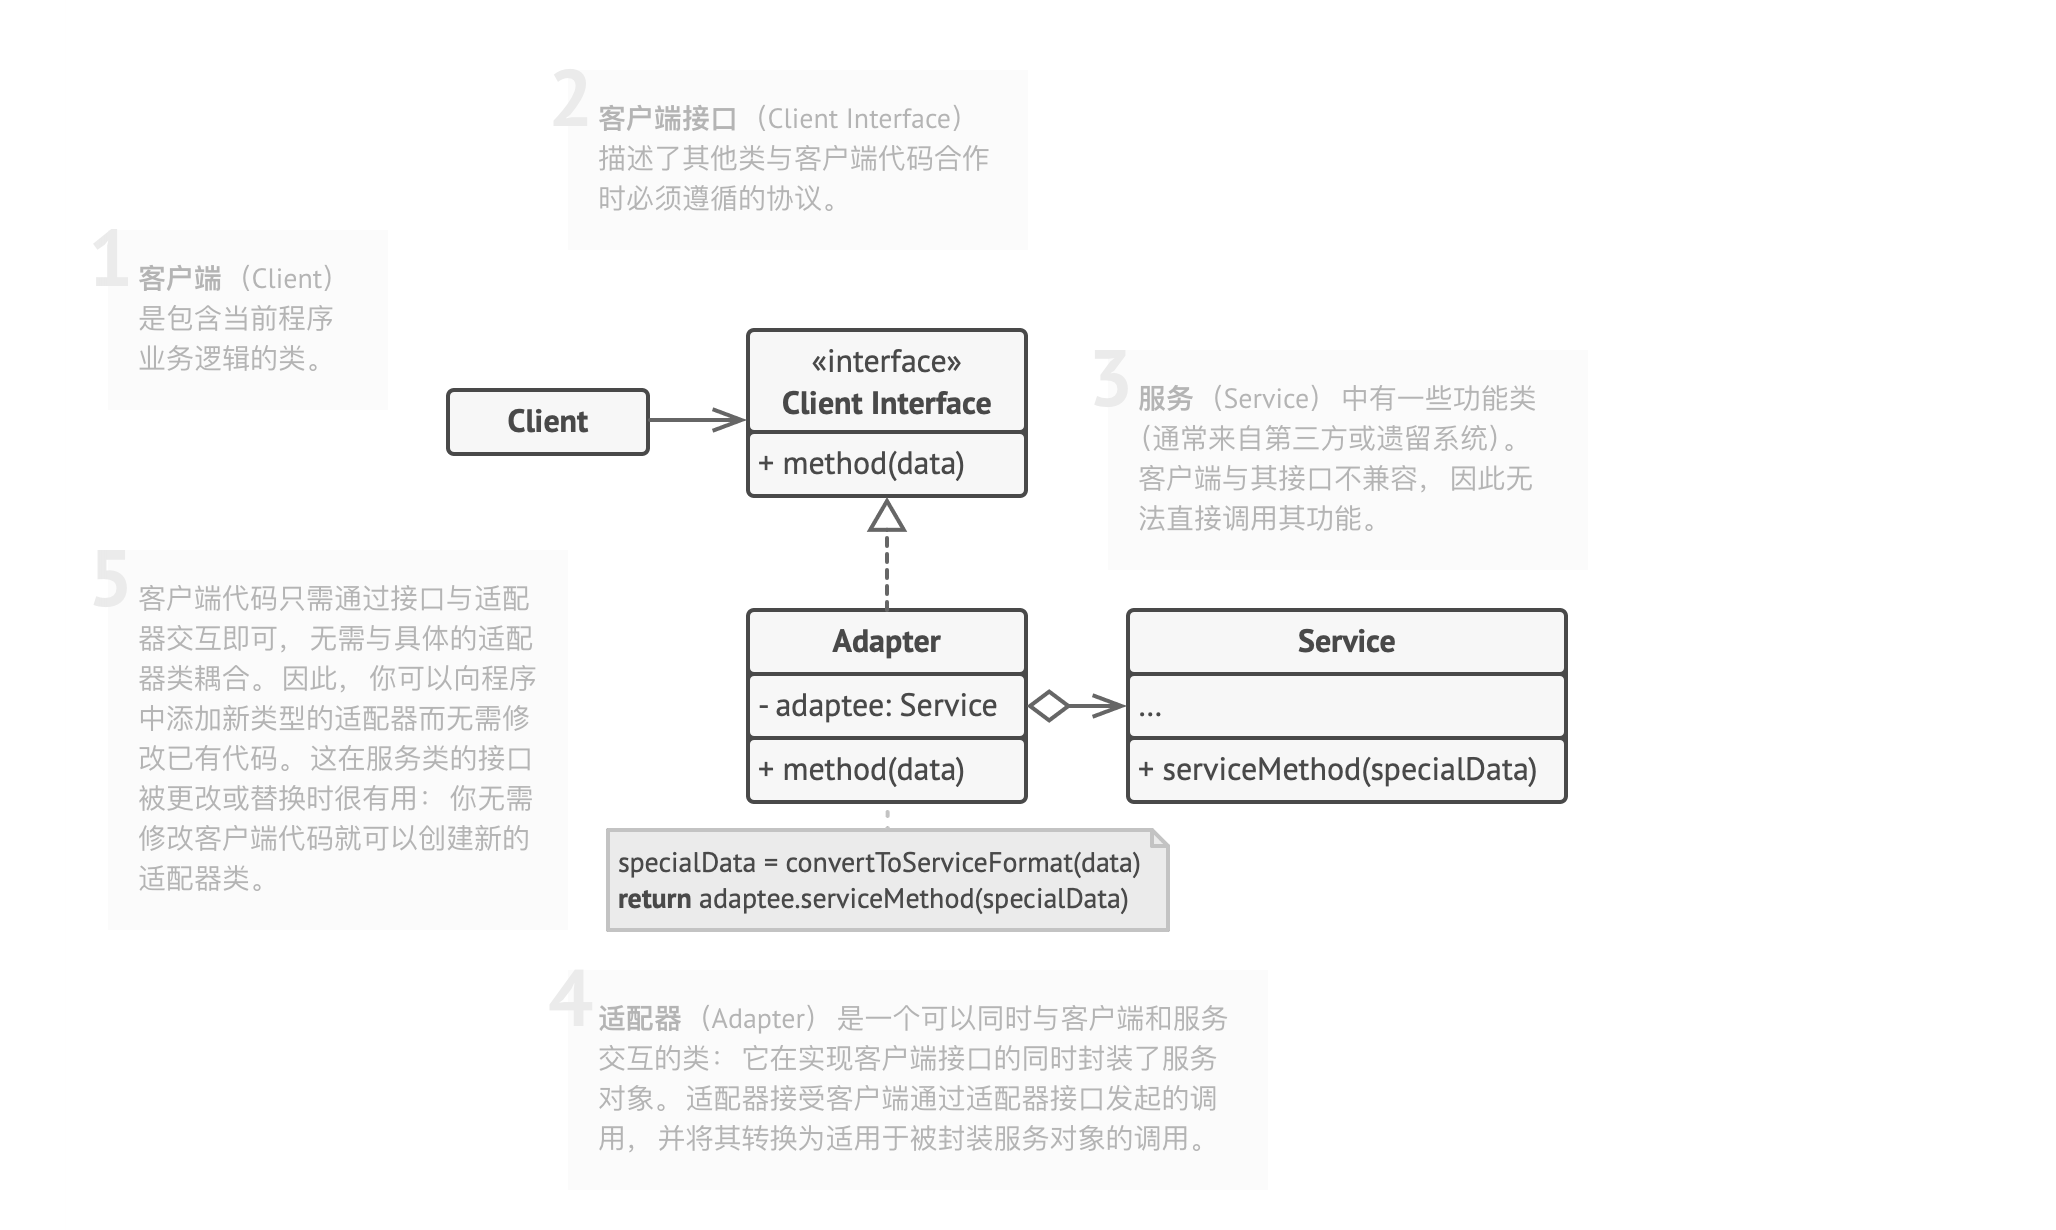 1
客户端（Client）
是包含当前程序
业务逻辑的类。
2
客户端接口（Client Interface）
描述了其他类与客户端代码合作
时必须遵循的协议。
Client
«interface»
Client Interface
+ method(data)
3
服务（Service）中有一些功能类
（通常来自第三方或遗留系统）。
客户端与其接口不兼容，因此无
法直接调用其功能。
Adapter
- adaptee: Service
+ method(data)
Service
...
+ serviceMethod(specialData)
specialData = convertToServiceFormat(data)
return adaptee.serviceMethod(specialData)
4
适配器（Adapter）是一个可以同时与客户端和服务
交互的类：它在实现客户端接口的同时封装了服务
对象。适配器接受客户端通过适配器接口发起的调
用，并将其转换为适用于被封装服务对象的调用。
5
客户端代码只需通过接口与适配
器交互即可，无需与具体的适配
器类耦合。因此，你可以向程序
中添加新类型的适配器而无需修
改已有代码。这在服务类的接口
被更改或替换时很有用：你无需
修改客户端代码就可以创建新的
适配器类。